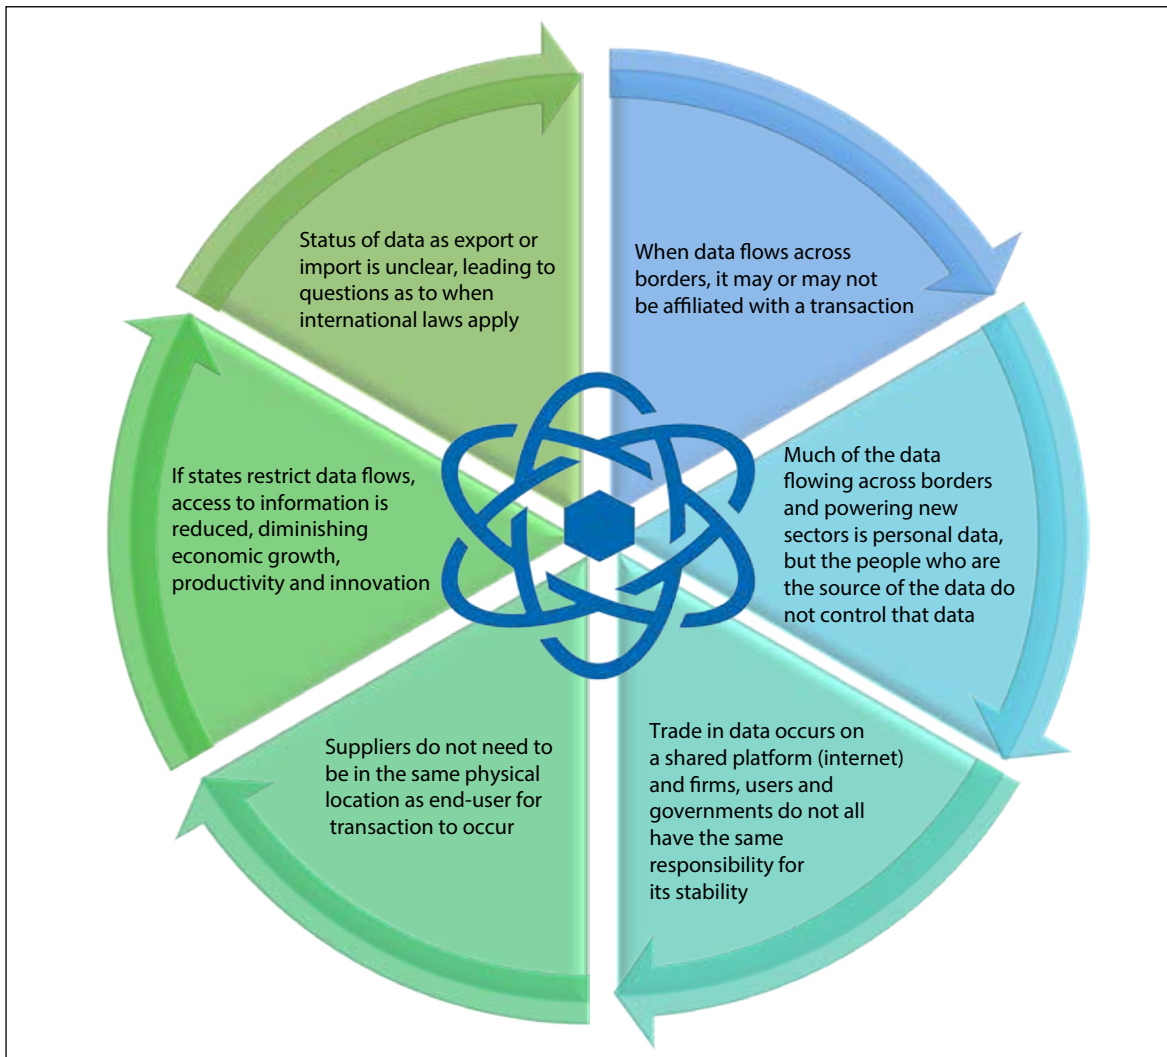 When data flows across
borders, it may or may not
be affiliated with a transaction
Much of the data
flowing across borders
and powering new
sectors is personal data,
but the people who are
the source of the data do
not control that data
Trade in data occurs on
a shared platform (internet)
and firms, users and
governments do not all
have the same
responsibility for
its stability
Suppliers do not need to
be in the same physical
location as end-user for
transaction to occur
If states restrict data flows,
access to information is
reduced, diminishing
economic growth,
productivity and innovation
Status of data as export or
import is unclear, leading to
questions as to when
international laws apply